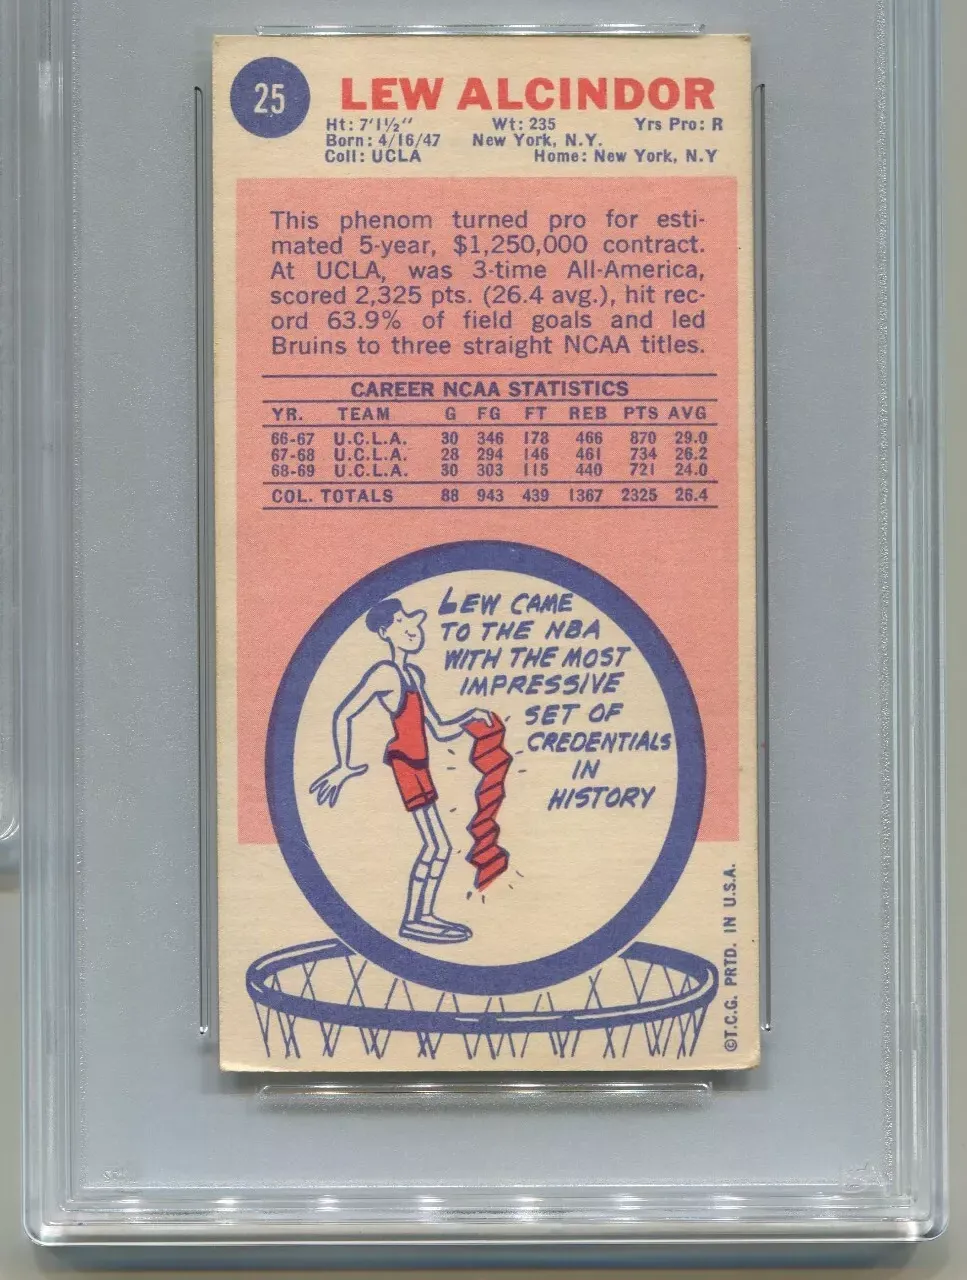 25
LEW ALCINDOR
Ht: 7'1½" Wt: 235 Yrs Pro: R
Born: 4/16/47 New York, N.Y.
Coll: UCLA Home: New York, N.Y
This phenom turned pro for esti-
mated 5-year, $1,250,000 contract.
At UCLA, was 3-time All-America,
scored 2,325 pts. (26.4 avg.), hit rec-
ord 63.9% of field goals and led
Bruins to three straight NCAA titles.
CAREER NCAA STATISTICS
YR. TEAM G FG FT REB PTS AVG
66-67 U.C.L.A. 30 346 178 466 870 29.0
67-68 U.C.L.A. 28 294 146 461 734 26.2
68-69 U.C.L.A. 30 303 115 440 721 24.0
COL. TOTALS 88 943 439 1367 2325 26.4
LEW CAME
TO THE NBA
WITH THE MOST
IMPRESSIVE
SET OF
CREDENTIALS
IN
HISTORY
©T.C.G. PRTD. IN U.S.A.